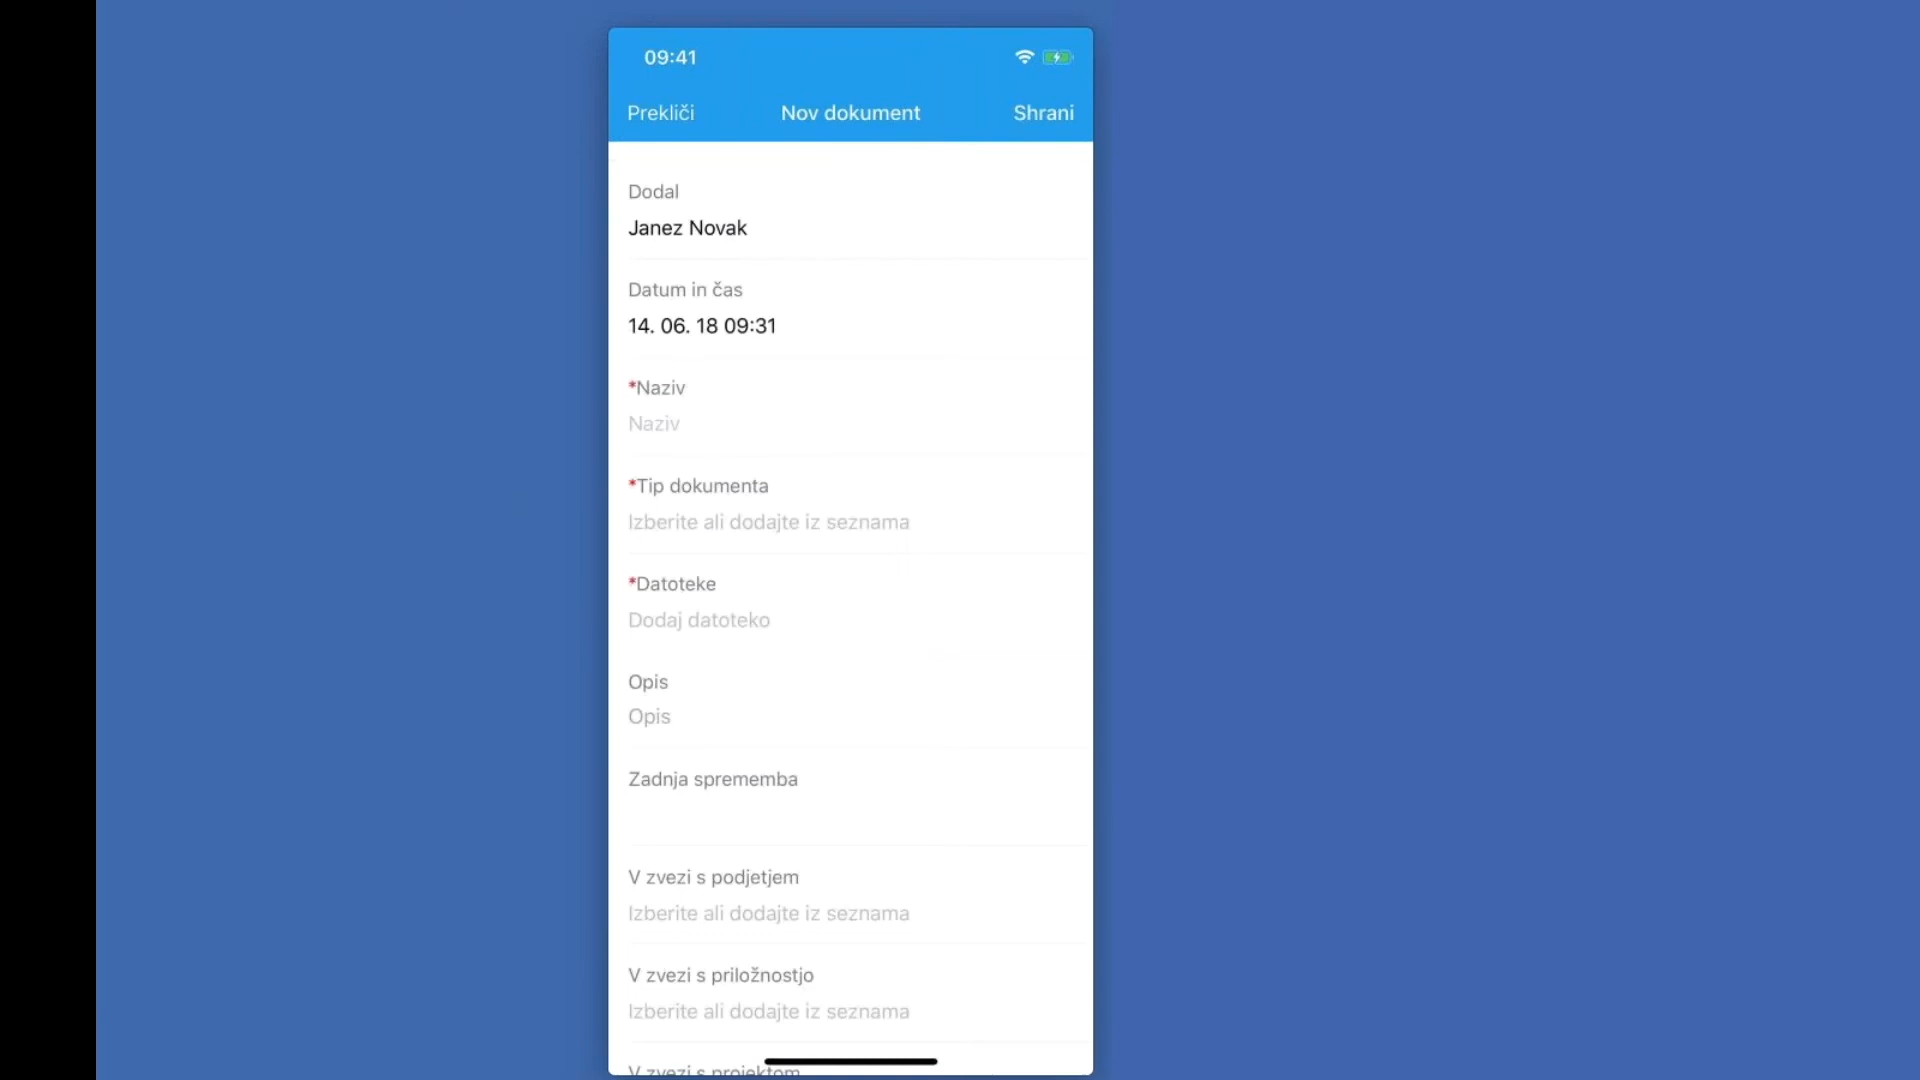 09:41
Prekliči Nov dokument Shrani
Dodal
Janez Novak
Datum in čas
14. 06. 18 09:31
*Naziv
Naziv
*Tip dokumenta
Izberite ali dodajte iz seznama
*Datoteke
Dodaj datoteko
Opis
Opis
Zadnja sprememba
V zvezi s podjetjem
Izberite ali dodajte iz seznama
V zvezi s priložnostjo
Izberite ali dodajte iz seznama
V zvezi s projektom